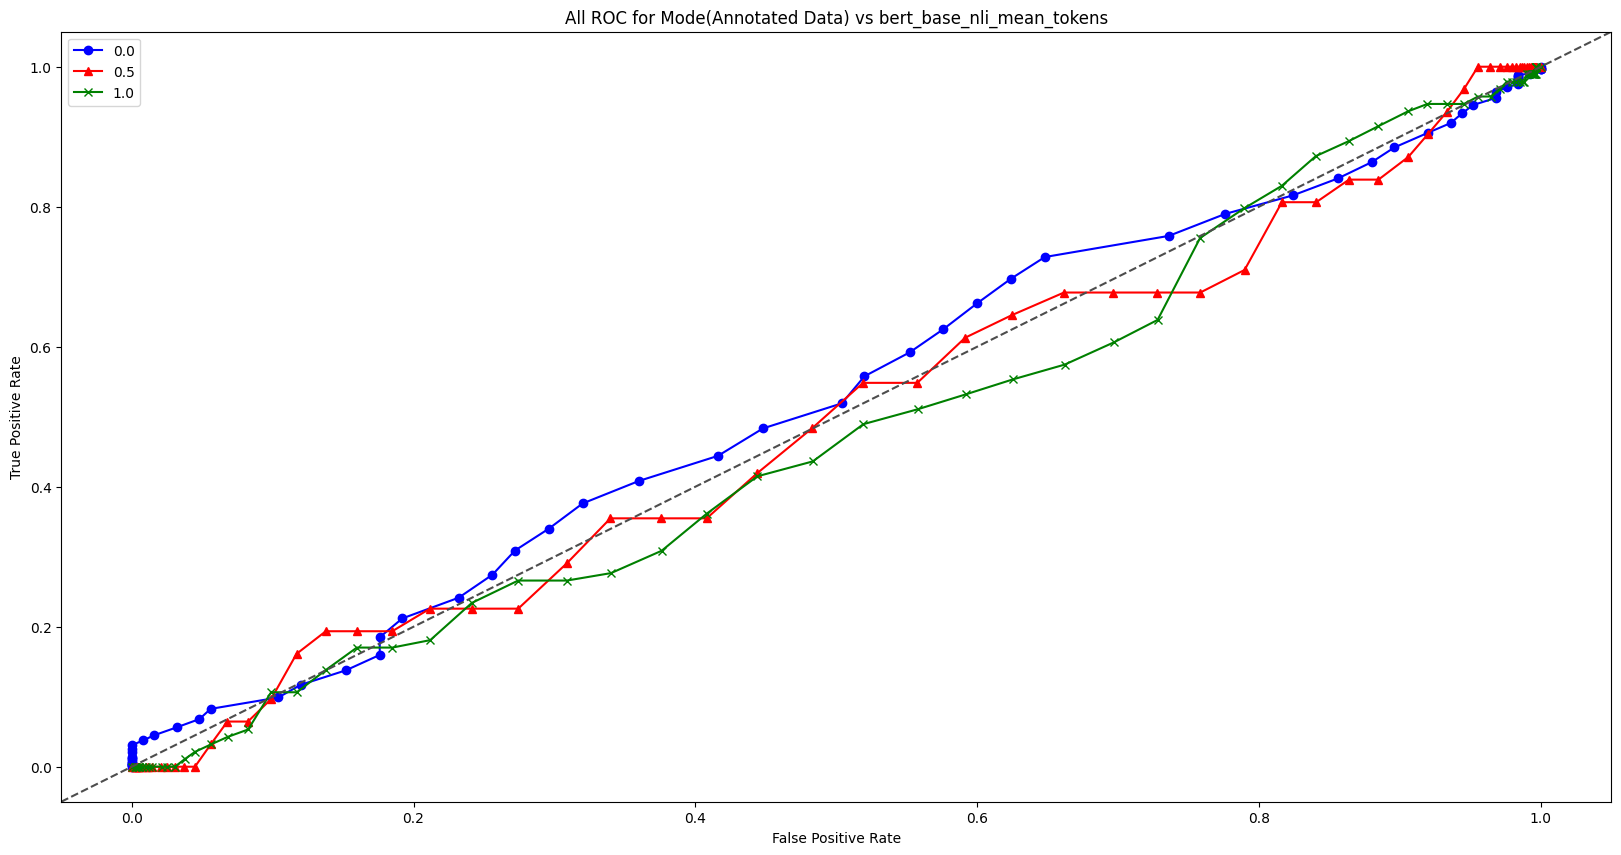 All ROC for Mode(Annotated Data) vs bert_base_nli_mean_tokens
0.0
0.5
1.0
True Positive Rate
1.0
0.8
0.6
0.4
0.2
0.0
0.0 0.2 0.4 0.6 0.8 1.0
False Positive Rate